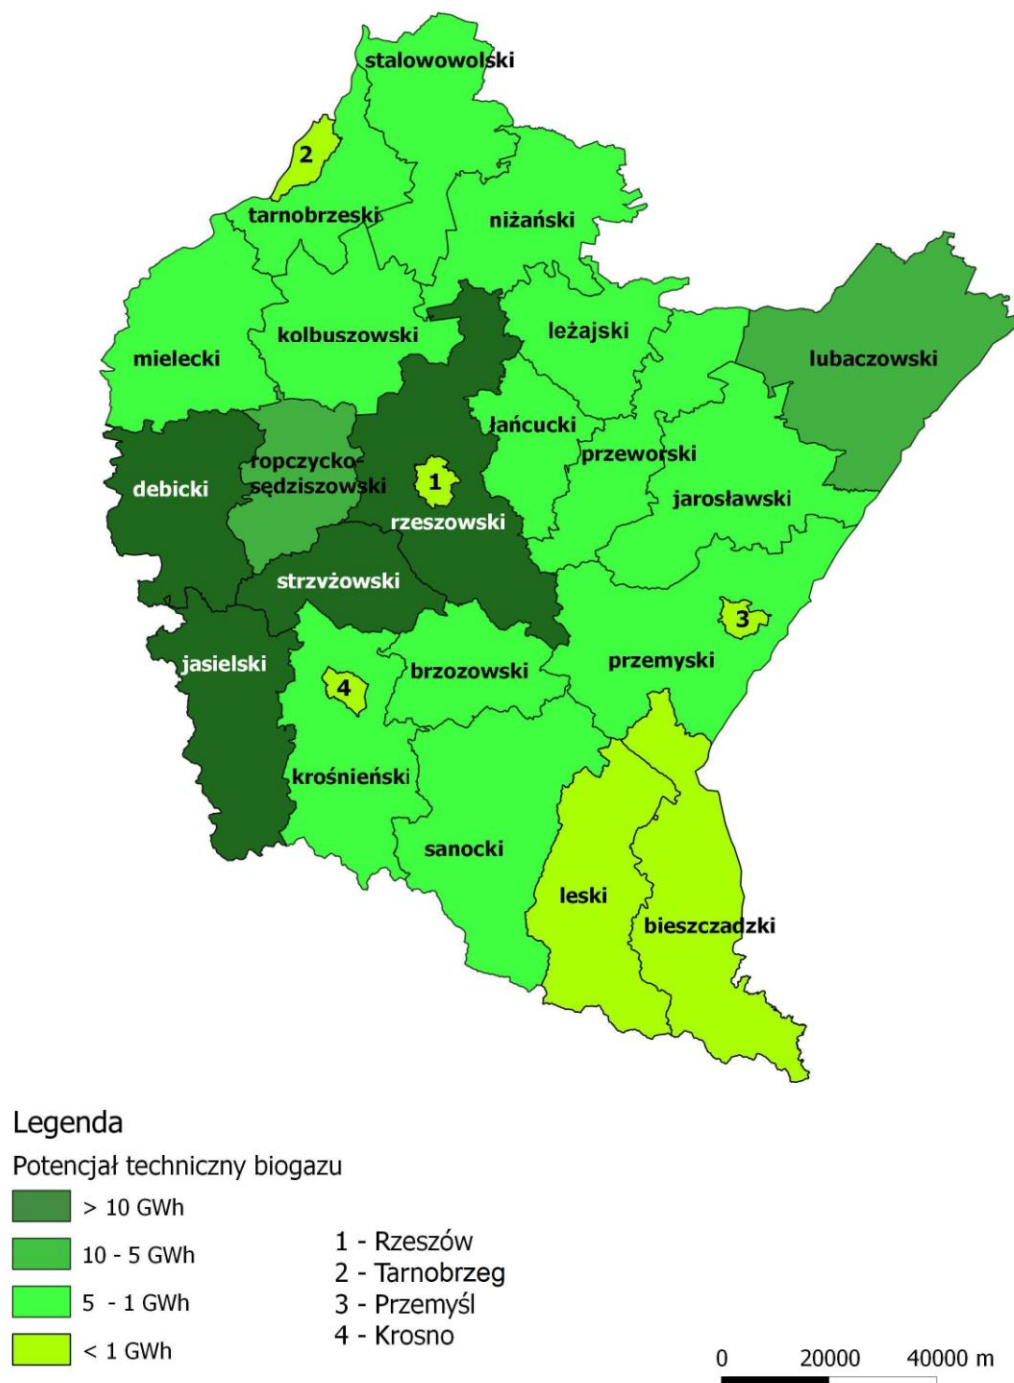 stalowowolski
2
tarnobrzeski
niżański
kolbuszowski
leżajski
mielecki
lubaczowski
łańcucki
ropczycko-
sędziszowski
przeworski
debicki
1
jarosławski
rzeszowski
strzyżowski
3
jasielski
przemyski
brzozowski
4
krośnieński
sanocki
leski
bieszczadzki
Legenda
Potencjał techniczny biogazu
> 10 GWh
10 - 5 GWh
5 - 1 GWh
< 1 GWh
1 - Rzeszów
2 - Tarnobrzeg
3 - Przemyśl
4 - Krosno
0 20000 40000 m